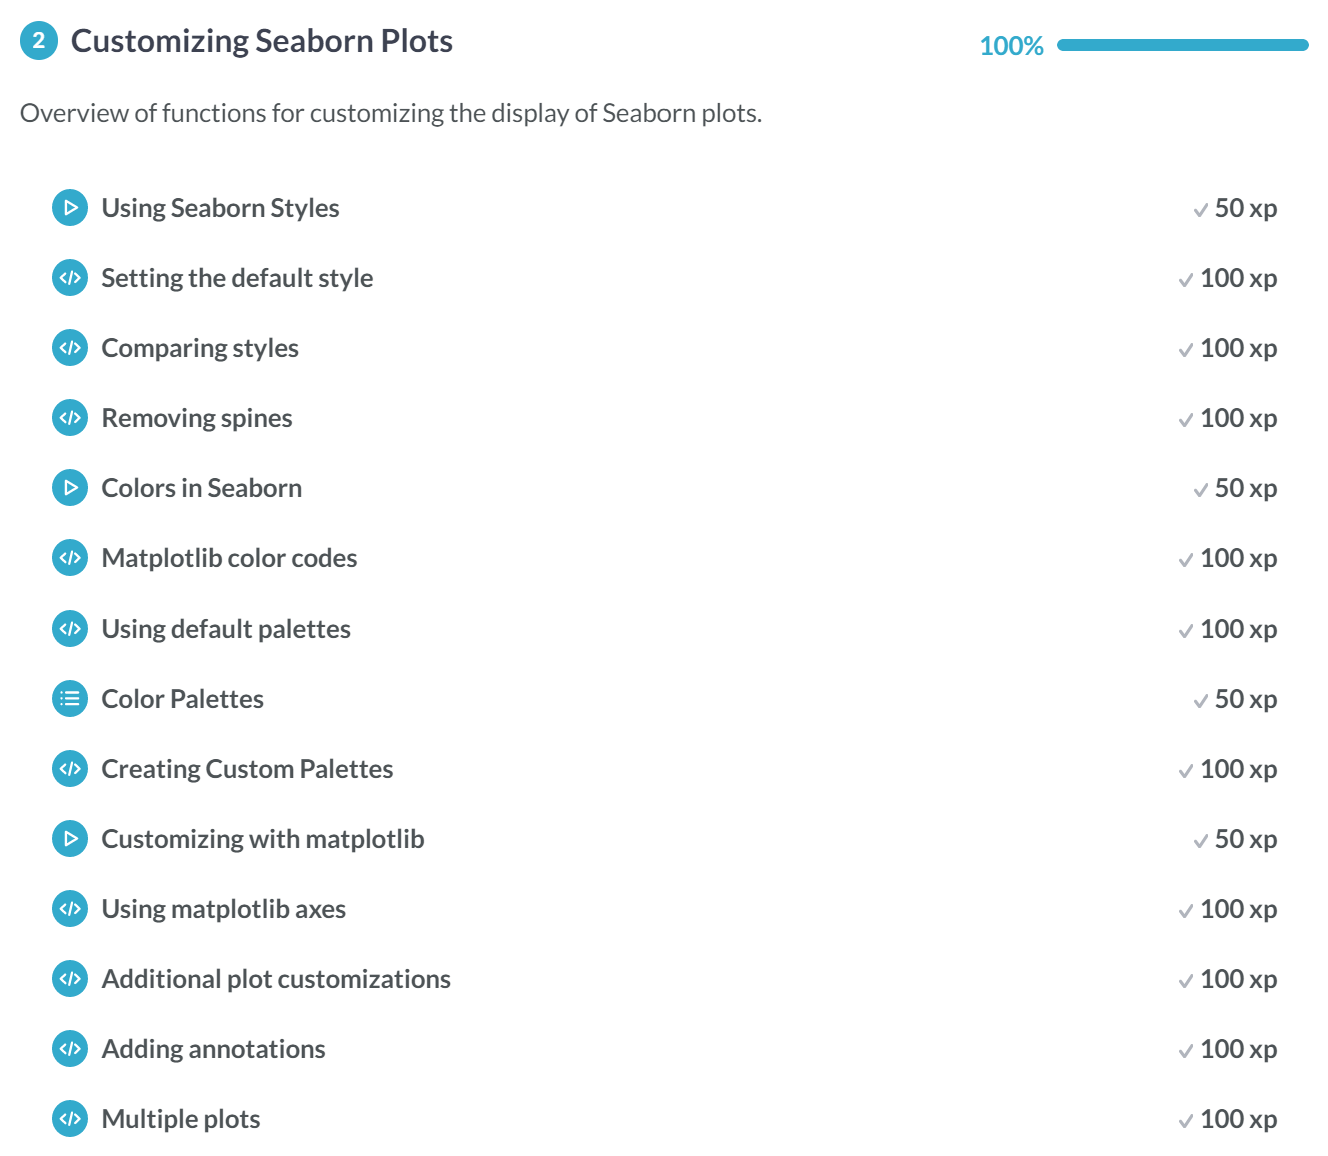 2 Customizing Seaborn Plots 100%
Overview of functions for customizing the display of Seaborn plots.
Using Seaborn Styles 50 xp
Setting the default style 100 xp
Comparing styles 100 xp
Removing spines 100 xp
Colors in Seaborn 50 xp
Matplotlib color codes 100 xp
Using default palettes 100 xp
Color Palettes 50 xp
Creating Custom Palettes 100 xp
Customizing with matplotlib 50 xp
Using matplotlib axes 100 xp
Additional plot customizations 100 xp
Adding annotations 100 xp
Multiple plots 100 xp